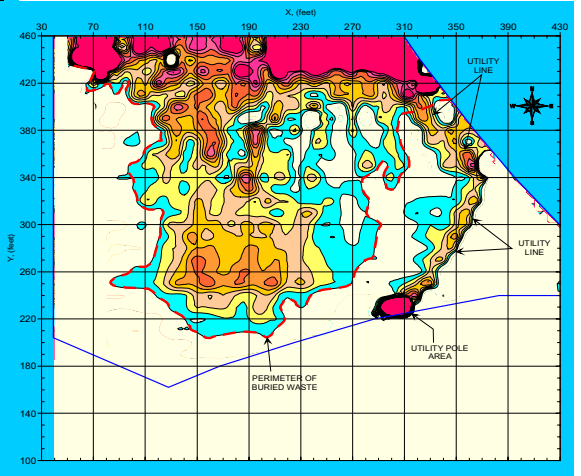 X, (feet)
30 70 110 150 190 230 270 310 350 390 430
460
420
380
340
300
260
220
180
140
100
Y, (feet)
UTILITY
LINE
N
W E
S
UTILITY
LINE
UTILITY POLE
AREA
PERIMETER OF
BURIED WASTE